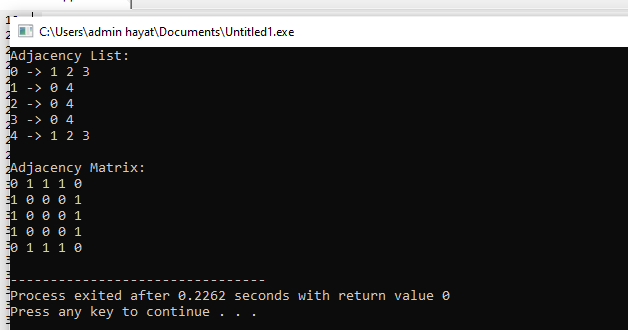 C:\Users\admin hayat\Documents\Untitled1.exe
Adjacency List:
0 -> 1 2 3
1 -> 0 4
2 -> 0 4
3 -> 0 4
4 -> 1 2 3
Adjacency Matrix:
0 1 1 1 0
1 0 0 0 1
1 0 0 0 1
1 0 0 0 1
0 1 1 1 0
--------------------------------
Process exited after 0.2262 seconds with return value 0
Press any key to continue . . .